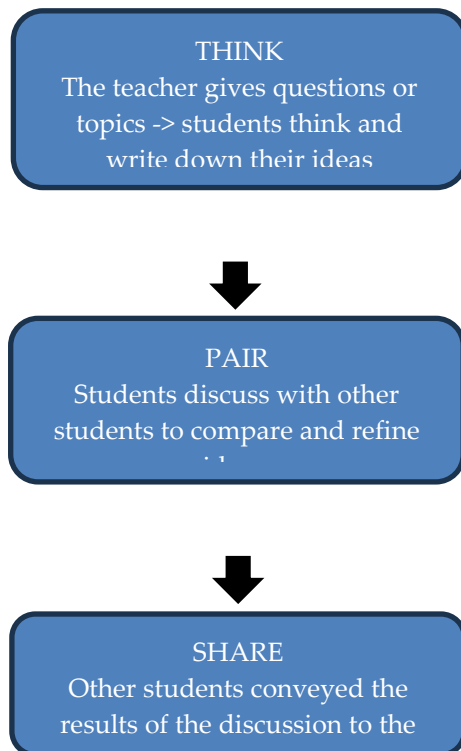 THINK
The teacher gives questions or
topics -> students think and
write down their ideas
PAIR
Students discuss with other
students to compare and refine
SHARE
Other students conveyed the
results of the discussion to the